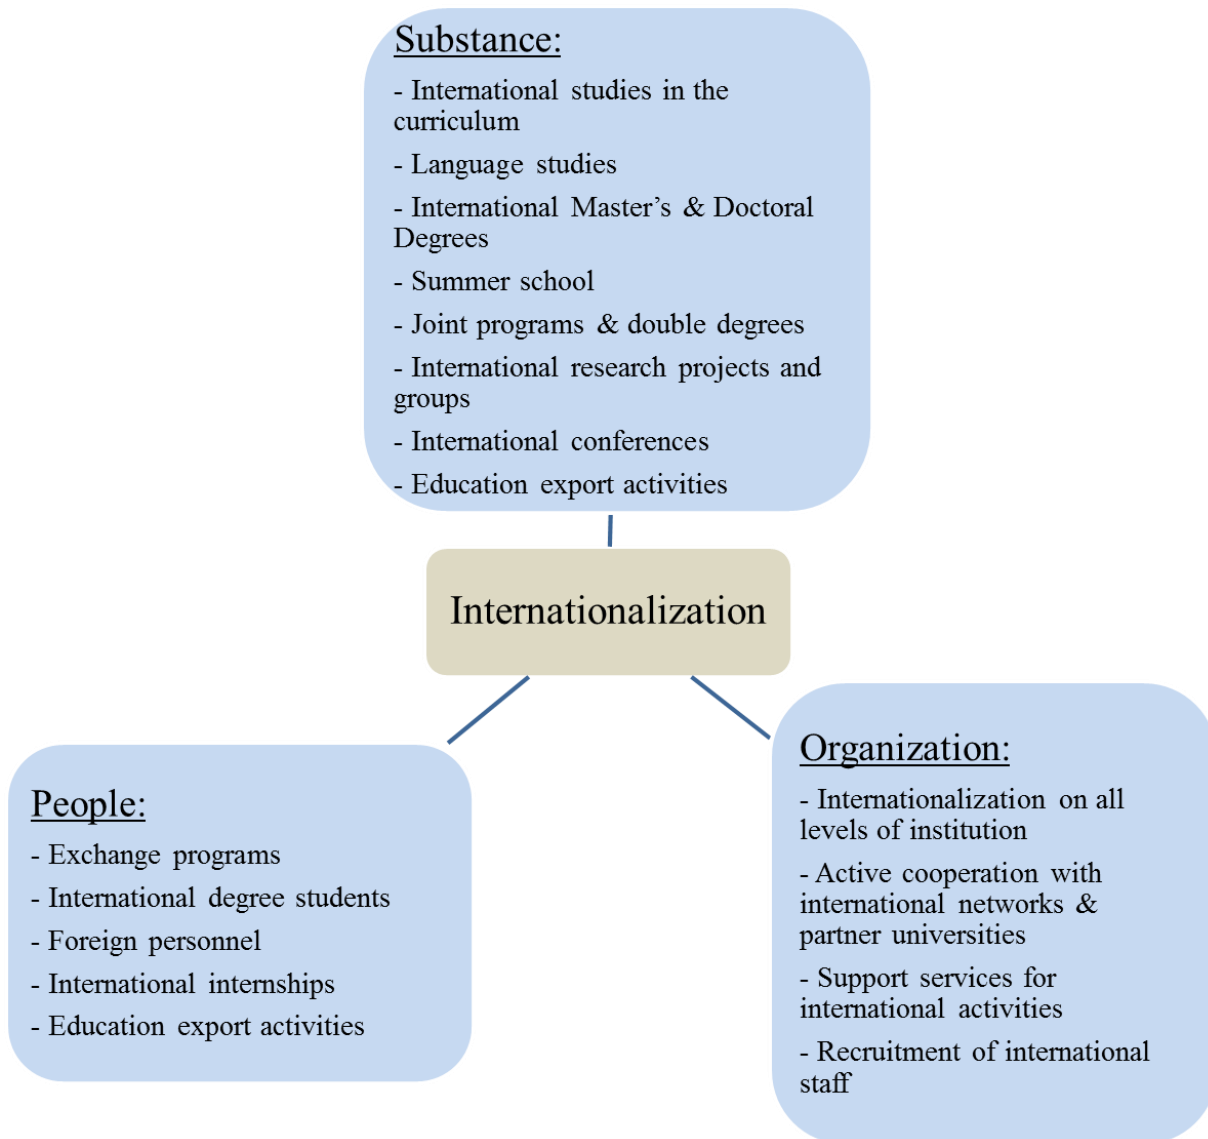 Substance:
- International studies in the
curriculum
- Language studies
- International Master’s & Doctoral
Degrees
- Summer school
- Joint programs & double degrees
- International research projects and
groups
- International conferences
- Education export activities
Internationalization
People:
- Exchange programs
- International degree students
- Foreign personnel
- International internships
- Education export activities
Organization:
- Internationalization on all
levels of institution
- Active cooperation with
international networks &
partner universities
- Support services for
international activities
- Recruitment of international
staff